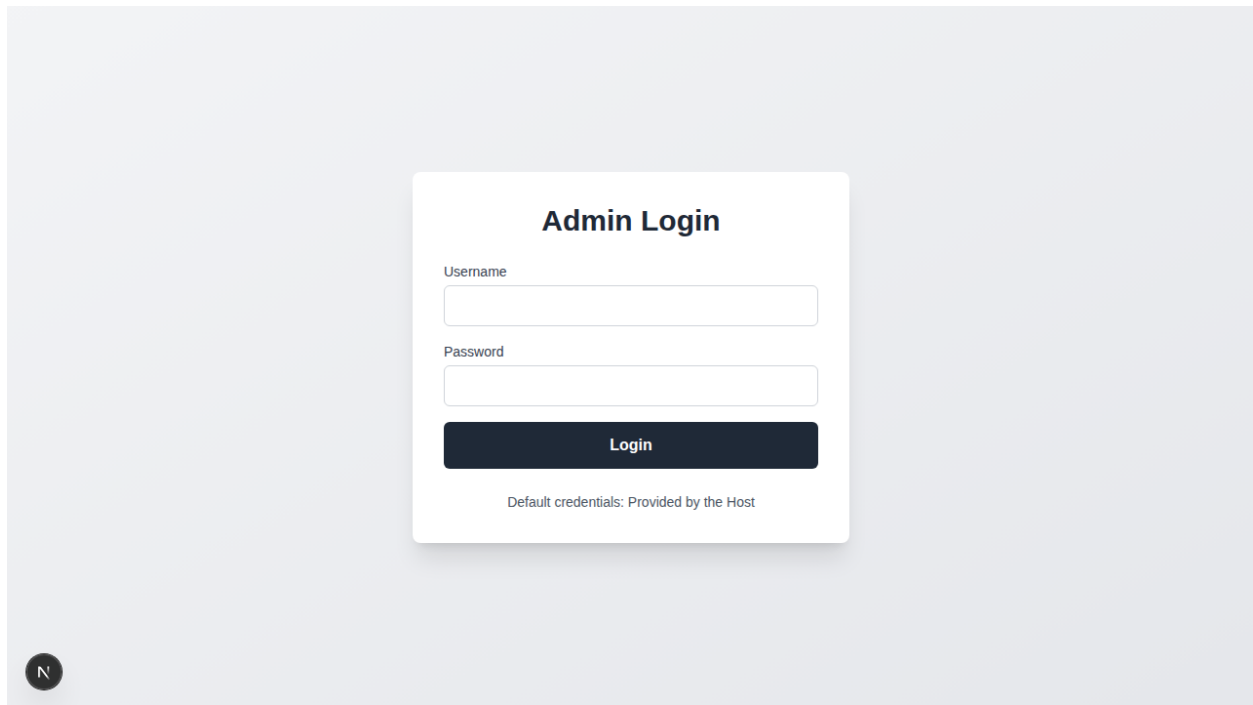 Admin Login
Username
Password
Login
Default credentials: Provided by the Host
N